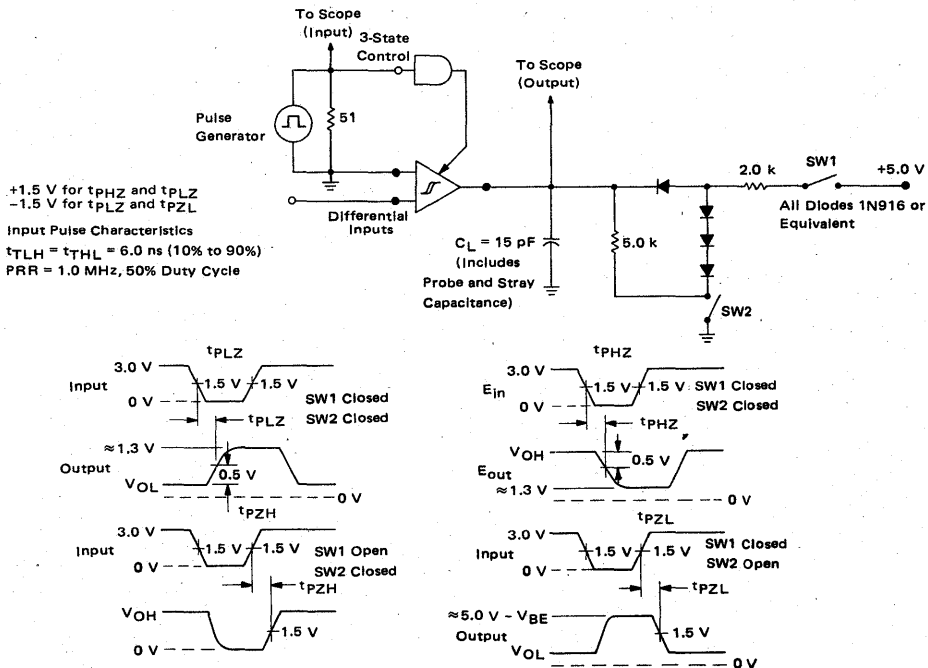 To Scope
(Input)
3-State
Control
To Scope
(Output)
Pulse
Generator
51
2.0 k
SW1
+5.0 V
+1.5 V for tPHZ and tPLZ
−1.5 V for tPLZ and tPZL
Differential
Inputs
All Diodes 1N916 or
Equivalent
Input Pulse Characteristics
tTLH = tTHL = 6.0 ns (10% to 90%)
PRR = 1.0 MHz, 50% Duty Cycle
CL = 15 pF
(Includes
Probe and Stray
Capacitance)
5.0 k
SW2
tPLZ
3.0 V
Input
1.5 V
1.5 V
0 V
SW1 Closed
SW2 Closed
tPLZ
≈1.3 V
Output
0.5 V
VOL
0 V
tPHZ
3.0 V
Ein
1.5 V
1.5 V
0 V
SW1 Closed
SW2 Closed
tPHZ
VOH
0.5 V
Eout
≈1.3 V
0 V
tPZH
3.0 V
Input
1.5 V
1.5 V
0 V
SW1 Open
SW2 Closed
tPZH
VOH
1.5 V
0 V
tPZL
3.0 V
Input
1.5 V
1.5 V
0 V
SW1 Closed
SW2 Open
tPZL
≈5.0 V - VBE
Output
1.5 V
VOL
0 V